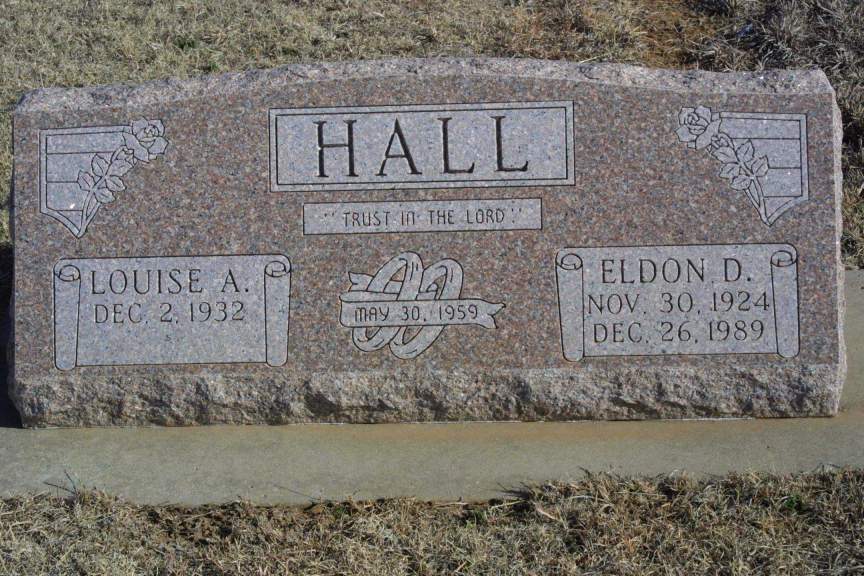 HALL
"TRUST IN THE LORD"
LOUISE A.
DEC. 2, 1932
MAY 30, 1959
ELDON D.
NOV. 30, 1924
DEC. 26, 1989